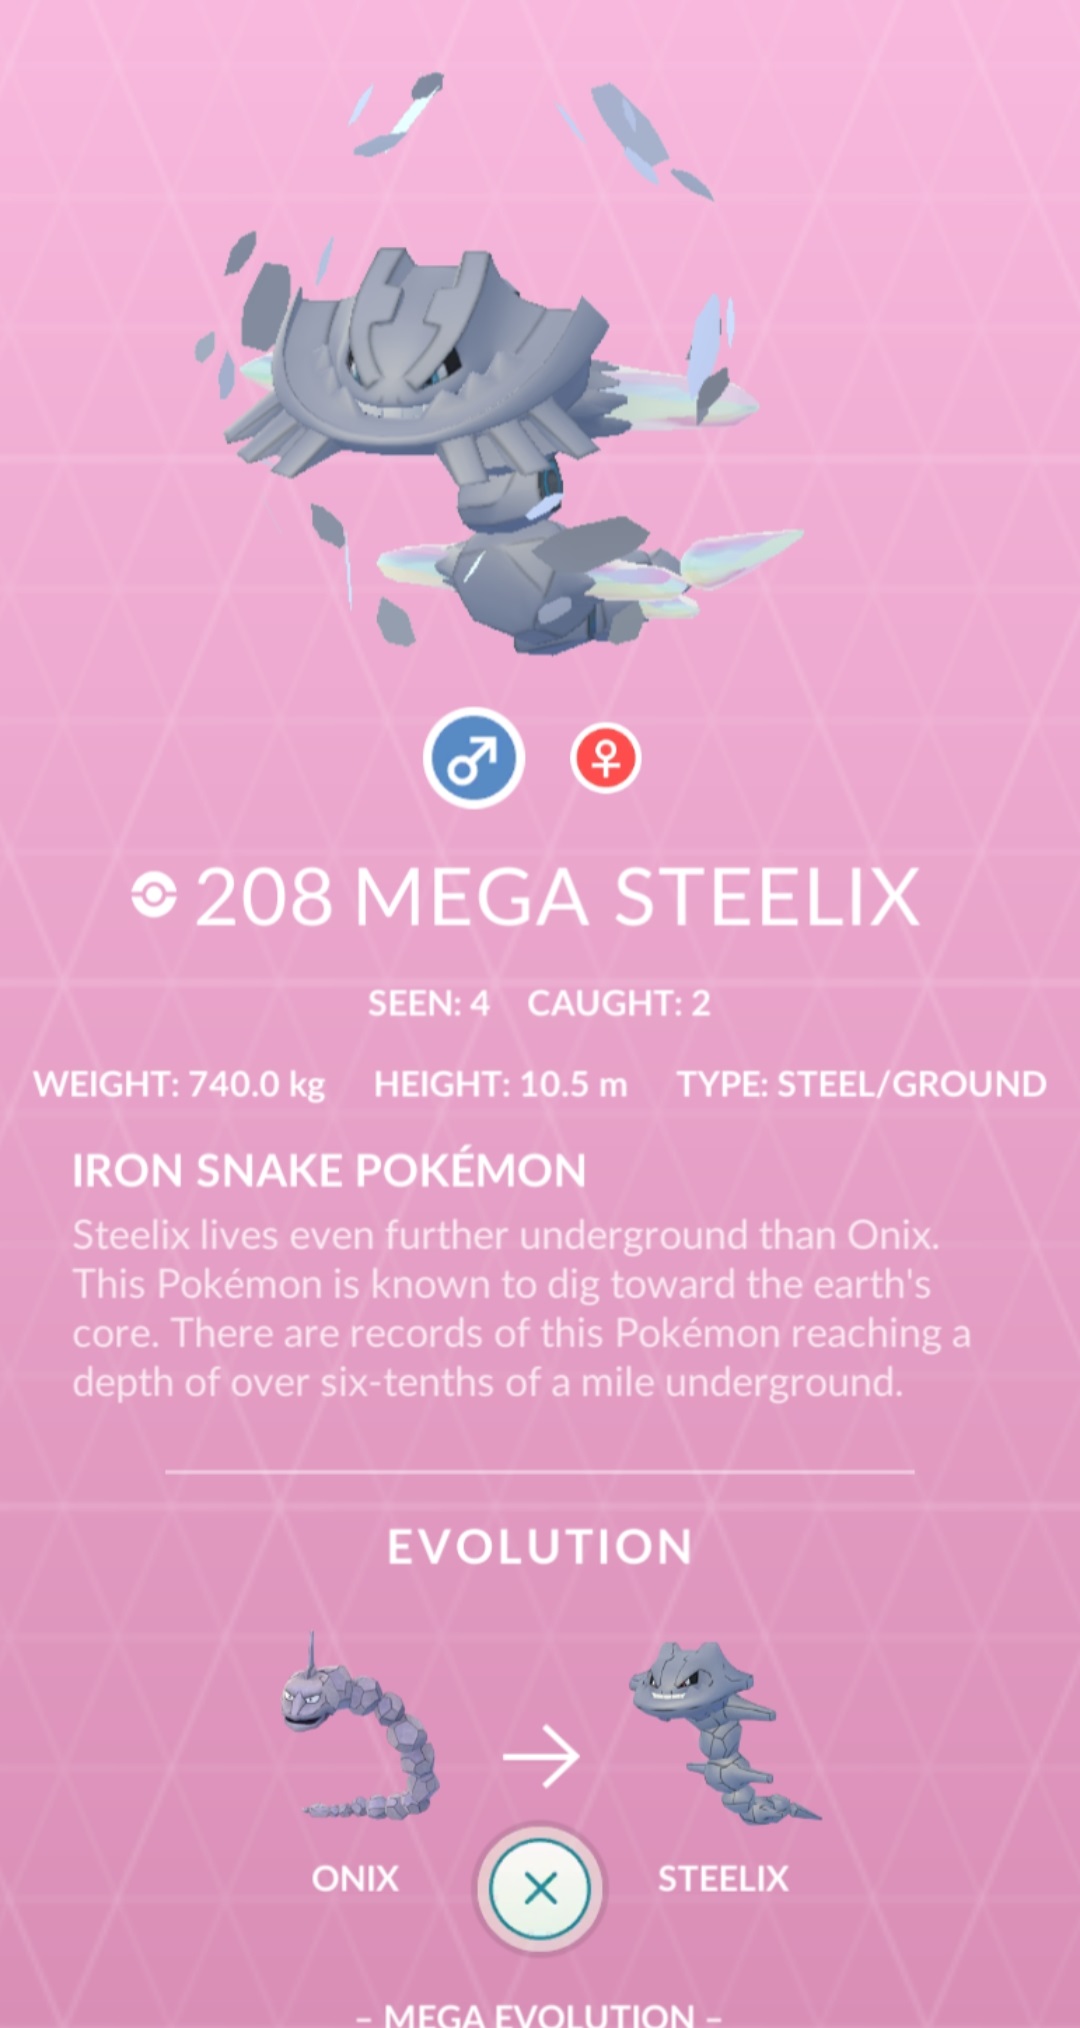 208 MEGA STEELIX
SEEN: 4 CAUGHT: 2
WEIGHT: 740.0 kg HEIGHT: 10.5 m TYPE: STEEL/GROUND
IRON SNAKE POKÉMON
Steelix lives even further underground than Onix.
This Pokémon is known to dig toward the earth's
core. There are records of this Pokémon reaching a
depth of over six-tenths of a mile underground.
EVOLUTION
ONIX STEELIX
– MEGA EVOLUTION –